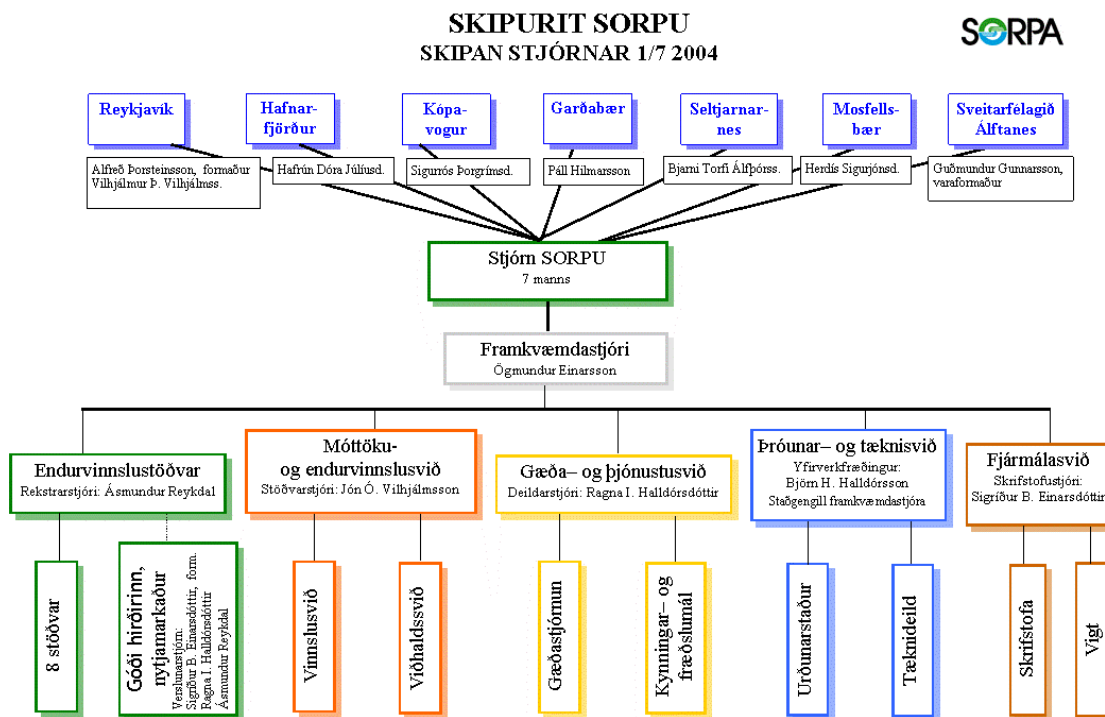 SKIPURIT SORPU
SKIPAN STJÓRNAR 1/7 2004
SORPA
Reykjavík
Hafnar-
fjörður
Kópa-
vogur
Garðabær
Seltjarnar-
nes
Mosfells-
bær
Sveitarfélagið
Álftanes
Alfreð Þorsteinsson, formaður
Vilhjálmur Þ. Vilhjálmss.
Hafrún Dóra Júlíusd.
Sigurrós Þorgrímsd.
Páll Hilmarsson
Bjarni Torfi Álfþórss.
Herdís Sigurjónsd.
Guðmundur Gunnarsson,
varaformaður
Stjórn SORPU
7 manns
Framkvæmdastjóri
Ögmundur Einarsson
Endurvinnslustöðvar
Rekstrarstjóri: Ásmundur Reykdal
Móttöku-
og endurvinnslusvið
Stöðvarstjóri: Jón Ó. Vilhjálmsson
Gæða– og þjónustusvið
Deildarstjóri: Ragna I. Halldórsdóttir
Þróunar– og tæknisvið
Yfirverkfræðingur:
Björn H. Halldórsson
Staðgengill framkvæmdastjóra
Fjármálasvið
Skrifstofustjóri:
Sigríður B. Einarsdóttir
8 stöðvar
Góði hirðirinn,
nytjamarkaður
Verslunarstjórn:
Sigríður B. Einarsdóttir, form.
Ragna I. Halldórsdóttir
Ásmundur Reykdal
Vinnslusvið
Viðhaldssvið
Gæðastjórnun
Kynningar– og
fræðslumál
Urðunarstaður
Tæknideild
Skrifstofa
Vigt